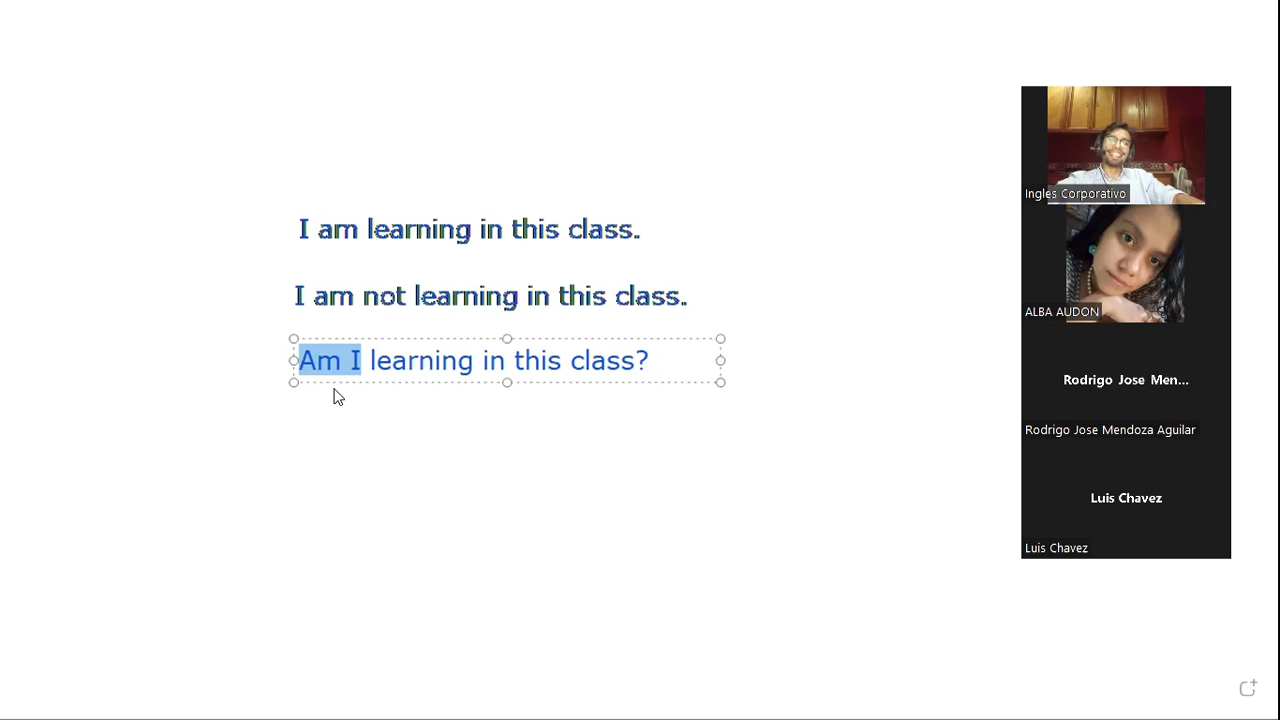 I am learning in this class.
I am not learning in this class.
Am I learning in this class?
Ingles Corporativo
ALBA AUDON
Rodrigo Jose Men...
Rodrigo Jose Mendoza Aguilar
Luis Chavez
Luis Chavez